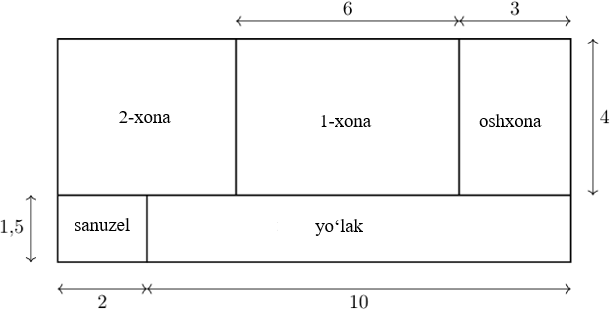 6 3
2-xona 1-xona oshxona 4
1,5 sanuzel yo‘lak
2 10